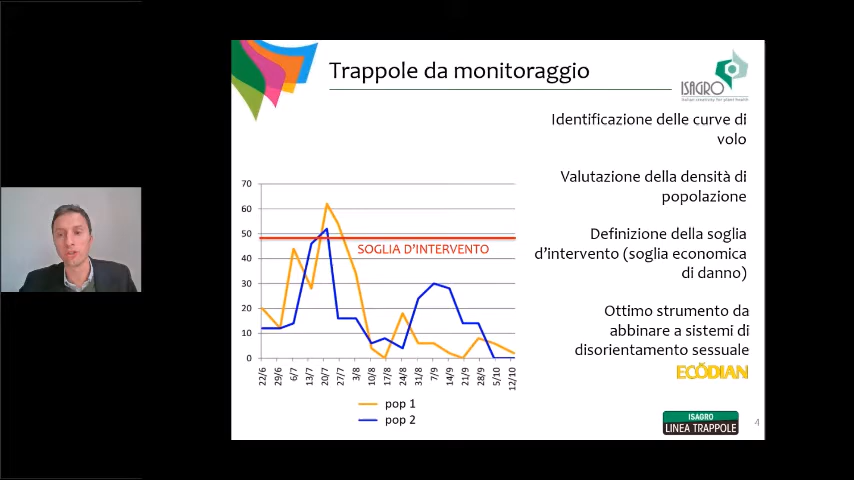 Trappole da monitoraggio
ISAGRO
Identificazione delle curve di
volo
Valutazione della densità di
popolazione
Definizione della soglia
d'intervento (soglia economica
di danno)
Ottimo strumento da
abbinare a sistemi di
disorientamento sessuale
ECŎDIAN
70
60
50
40
30
20
10
0
SOGLIA D'INTERVENTO
22/6 29/6 6/7 13/7 20/7 27/7 3/8 10/8 17/8 24/8 31/8 7/9 14/9 21/9 28/9 5/10 12/10
pop 1
pop 2
ISAGRO
LINEA TRAPPOLE
4